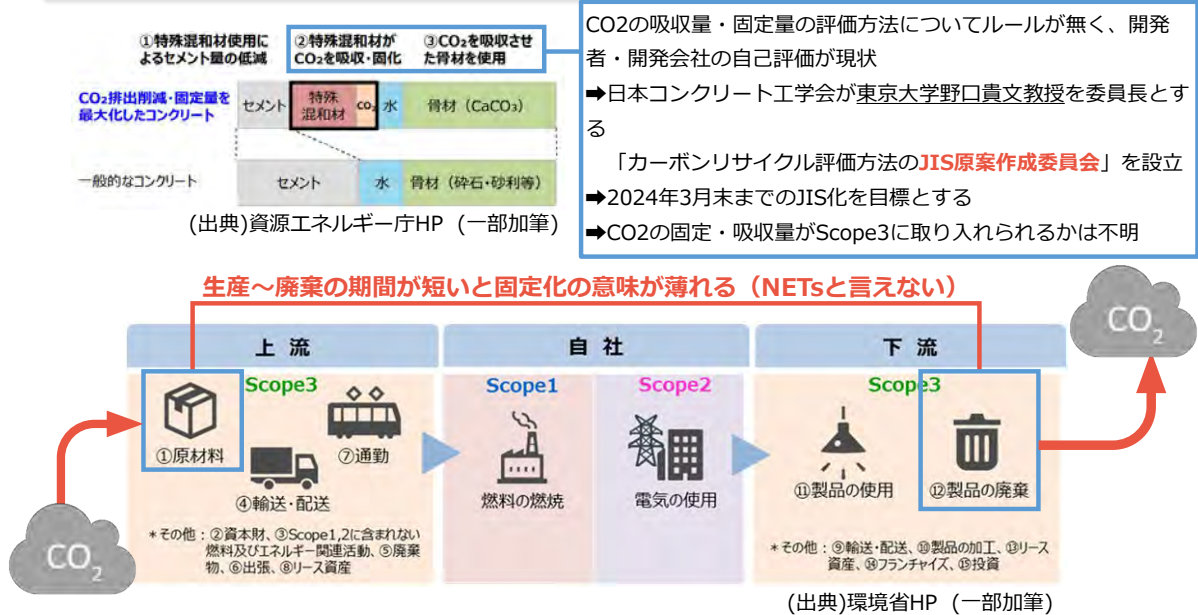 ①特殊混和材使用に
よるセメント量の低減
②特殊混和材が
CO₂を吸収・固化
③CO₂を吸収させ
た骨材を使用
CO₂排出削減・固定量を
最大化したコンクリート
セメント
特殊
混和材
CO₂
水
骨材（CaCO₃）
一般的なコンクリート
セメント
水
骨材（砕石・砂利等）
(出典)資源エネルギー庁HP (一部加筆)
CO2の吸収量・固定量の評価方法についてルールが無く、開発
者・開発会社の自己評価が現状
➡日本コンクリート工学会が東京大学野口貴文教授を委員長とす
る
「カーボンリサイクル評価方法のJIS原案作成委員会」を設立
➡2024年3月末までのJIS化を目標とする
➡CO2の固定・吸収量がScope3に取り入れられるかは不明
生産～廃棄の期間が短いと固定化の意味が薄れる（NETsと言えない）
CO₂
上 流
自 社
下 流
Scope3
Scope1
Scope2
Scope3
①原材料
⑦通勤
④輸送・配送
燃料の燃焼
電気の使用
⑪製品の使用
⑫製品の廃棄
＊その他：②資本財、③Scope1,2に含まれない
燃料及びエネルギー関連活動、⑤廃棄
物、⑥出張、⑧リース資産
＊その他：⑨輸送・配送、⑩製品の加工、⑬リース
資産、⑭フランチャイズ、⑮投資
CO₂
(出典)環境省HP (一部加筆)